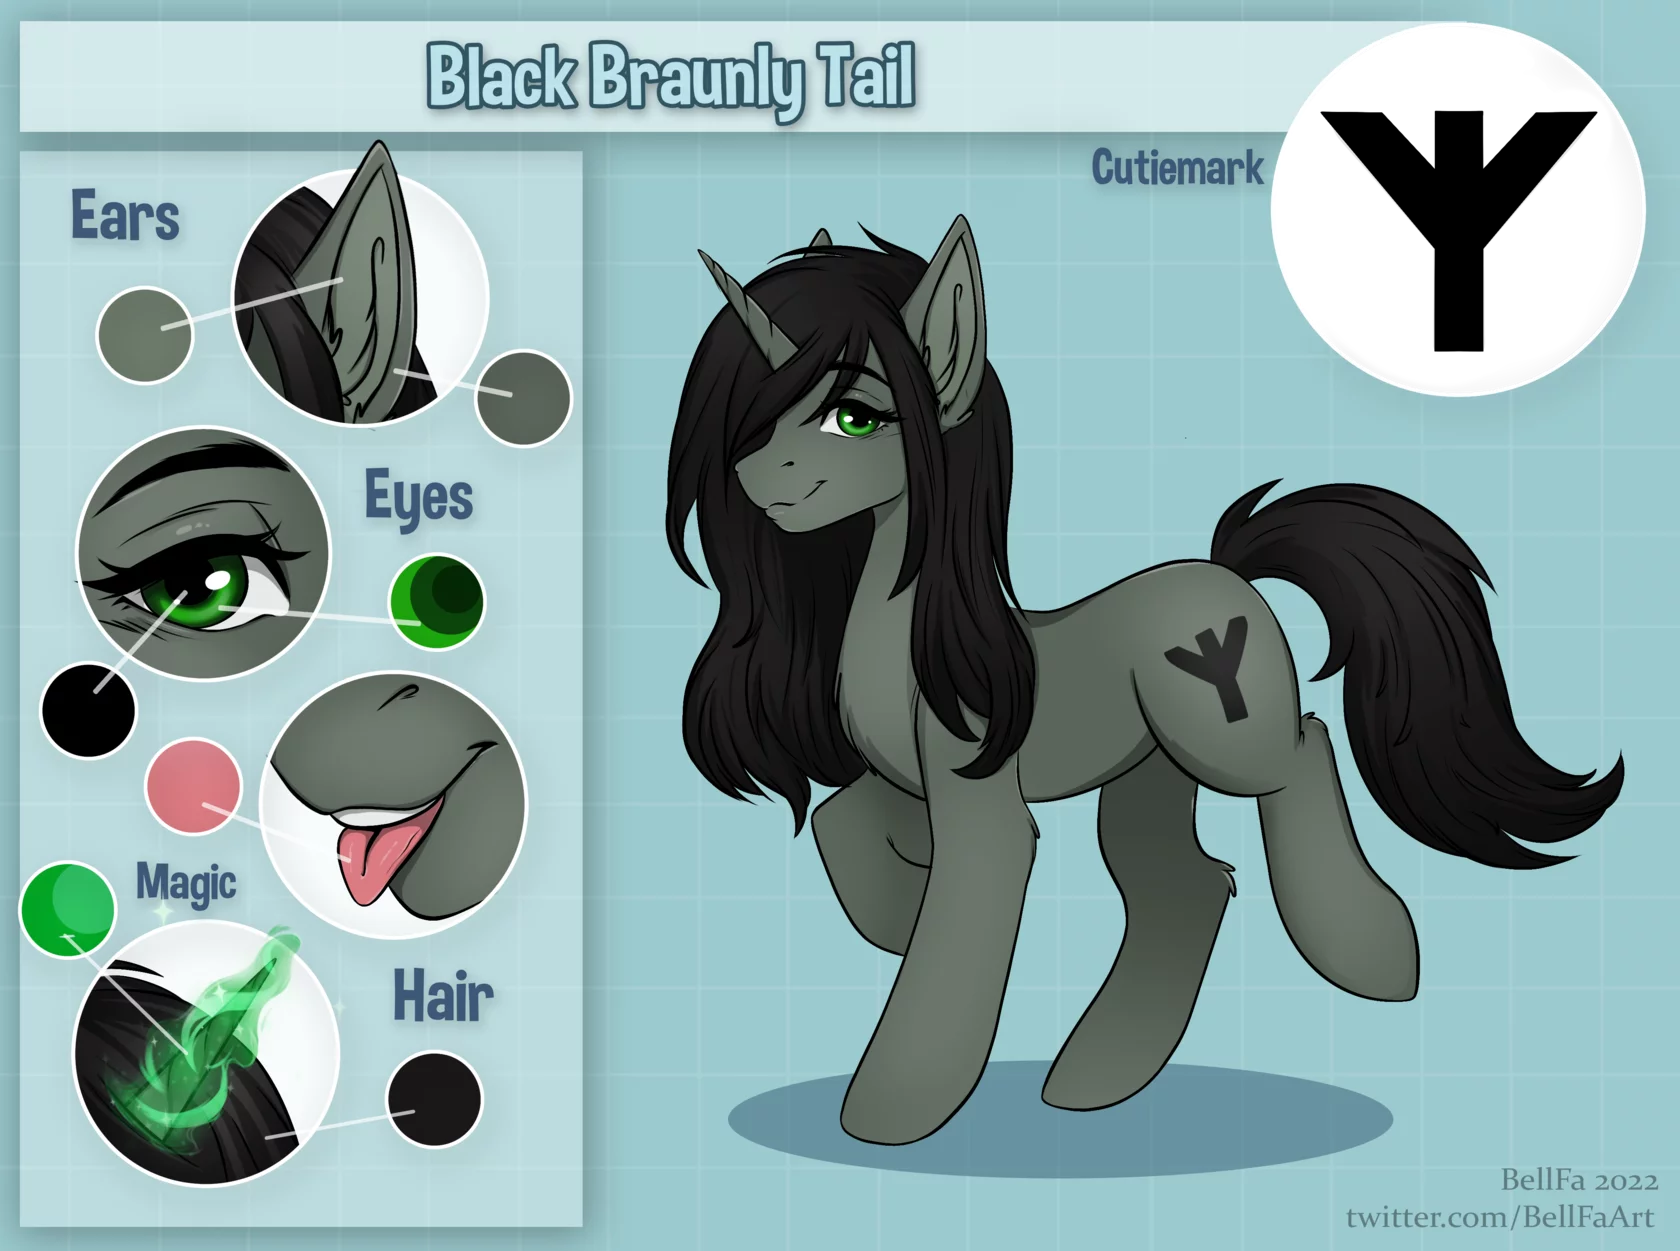 Black Braunly Tail
Cutiemark
Ears
Eyes
Magic
Hair
BellFa 2022
twitter.com/BellFaArt